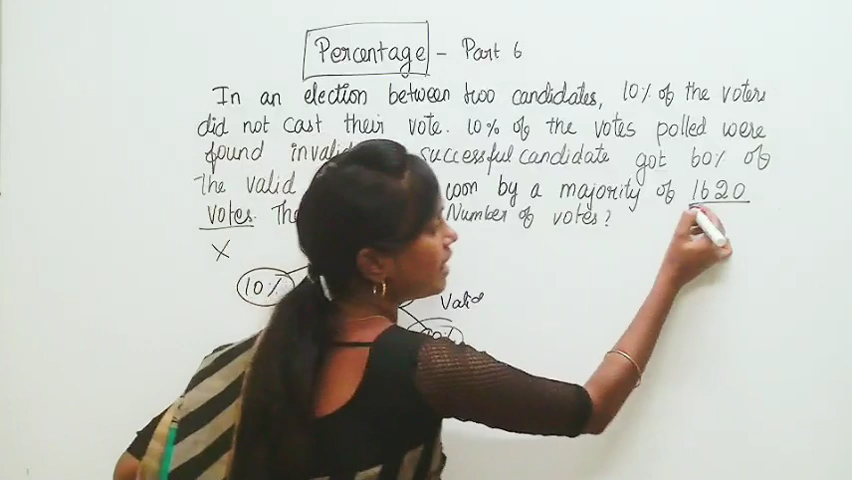 Percentage - Part 6
In an election between two candidates, 10% of the voters
did not cast their vote. 10% of the votes polled were
found invalid successful candidate got 60% of
the valid won by a majority of 1620
votes. The Number of votes?
X
10%
Valid